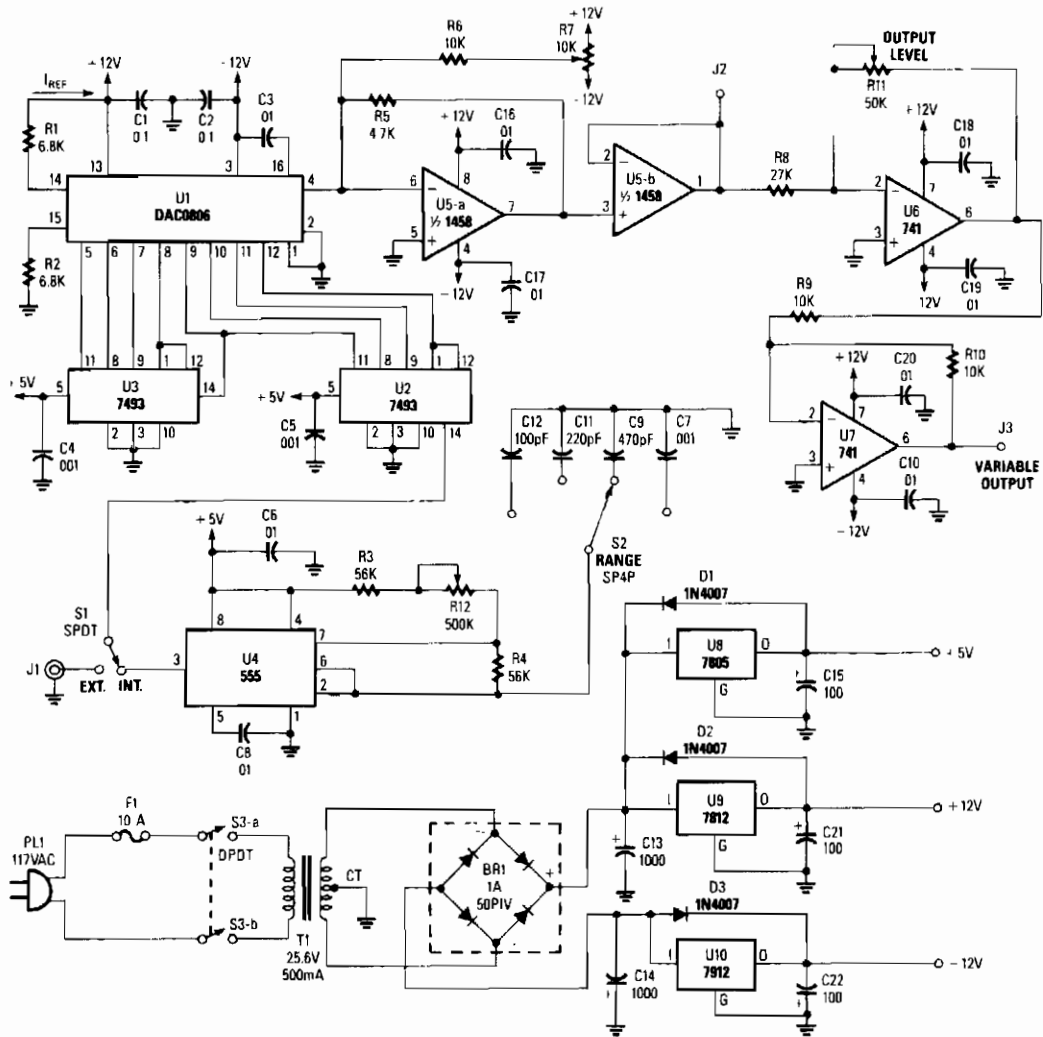 R6
10K
+12V
R7
10K
-12V
J2
OUTPUT
LEVEL
R11
50K
IREF
+12V
-12V
C1
0.1
C2
0.1
C3
.01
R1
6.8K
13
3
16
14
15
U1
DAC0806
4
2
R2
6.8K
5
6
7
8
9
10
11
12
1
R5
4.7K
+12V
C16
.01
6
-
8
U5-a
½ 1458
7
5
+
4
-12V
C17
.01
2
-
U5-b
½ 1458
1
3
+
R8
27K
+12V
C18
.01
2
-
7
U6
741
6
3
+
4
12V
C19
.01
R9
10K
+12V
C20
.01
R10
10K
2
-
7
U7
741
6
3
+
4
C10
.01
-12V
J3
VARIABLE
OUTPUT
+5V
5
11
8
9
1
12
U3
7493
14
2
3
10
C4
.001
+5V
5
11
8
9
1
12
U2
7493
2
3
10
14
C5
.001
C12
100pF
C11
220pF
C9
470pF
C7
.001
S2
RANGE
SP4P
+5V
C6
.01
R3
56K
R12
500K
S1
SPDT
J1
EXT.
INT.
8
4
7
3
U4
555
6
2
5
1
R4
56K
C8
.01
D1
1N4007
I
U8
7805
O
G
C15
100
+5V
D2
1N4007
I
U9
7812
O
G
+
C13
1000
+
C21
100
+12V
D3
1N4007
I
U10
7912
O
G
C14
1000
+
C22
100
+
-12V
PL1
117VAC
F1
10 A
S3-a
DPDT
S3-b
CT
T1
25.6V
500mA
BR1
1A
50PIV
+